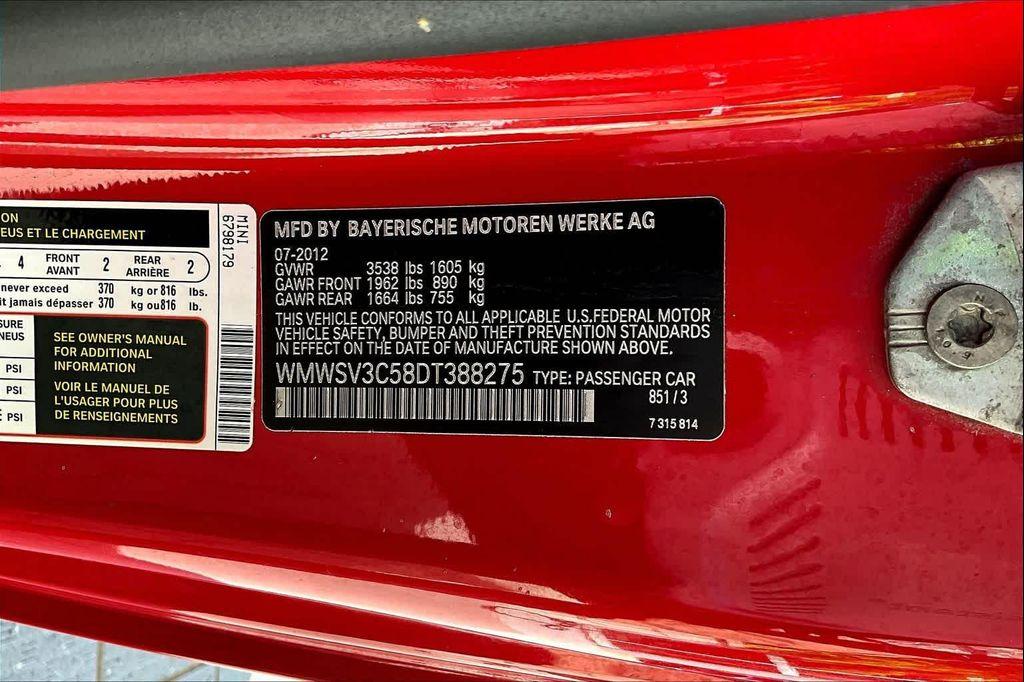 ON
EUS ET LE CHARGEMENT
4 FRONT AVANT 2 REAR ARRIÈRE 2
never exceed 370 kg or 816 lbs.
it jamais dépasser 370 kg ou 816 lb.
SURE
NEUS
PSI
PSI
E PSI
SEE OWNER'S MANUAL
FOR ADDITIONAL
INFORMATION
VOIR LE MANUEL DE
L'USAGER POUR PLUS
DE RENSEIGNEMENTS
MINI
6798179
MFD BY BAYERISCHE MOTOREN WERKE AG
07-2012
GVWR 3538 lbs 1605 kg
GAWR FRONT 1962 lbs 890 kg
GAWR REAR 1664 lbs 755 kg
THIS VEHICLE CONFORMS TO ALL APPLICABLE U.S.FEDERAL MOTOR
VEHICLE SAFETY, BUMPER AND THEFT PREVENTION STANDARDS
IN EFFECT ON THE DATE OF MANUFACTURE SHOWN ABOVE.
WMWSV3C58DT388275 TYPE: PASSENGER CAR
851/3
7 315 814